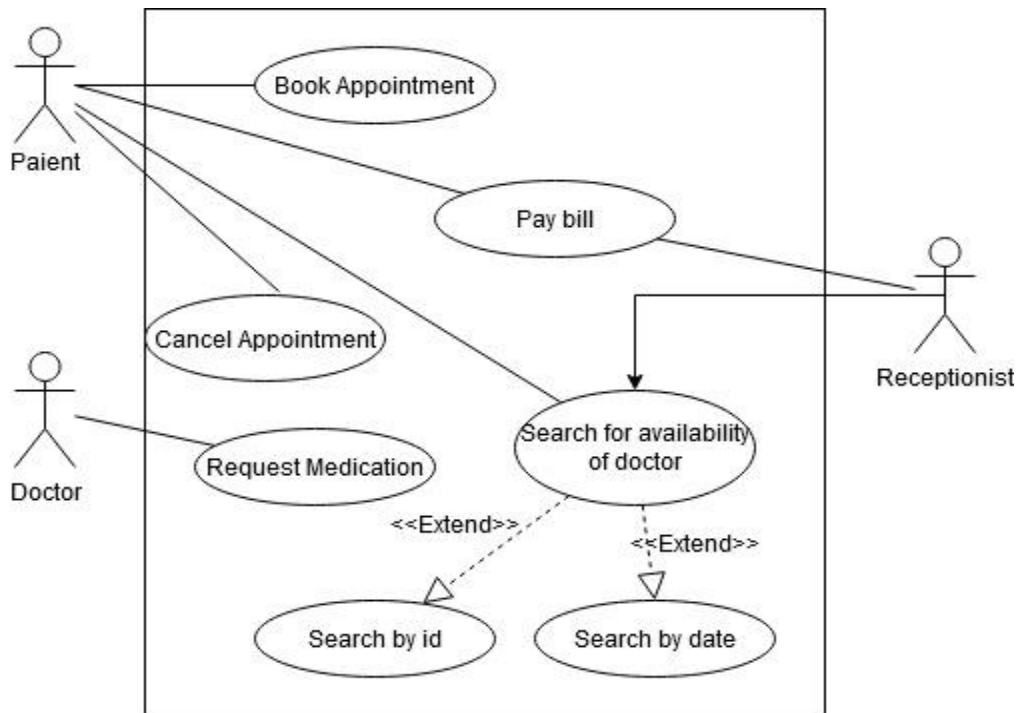 Book Appointment
Paient
Pay bill
Cancel Appointment
Receptionist
Search for availability
of doctor
Request Medication
Doctor
<<Extend>>
<<Extend>>
Search by id
Search by date